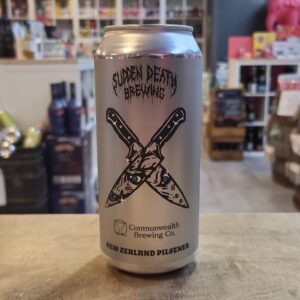 SUDDEN DEATH
BREWING
Commonwealth
Brewing Co.
NEW ZEALAND PILSENER